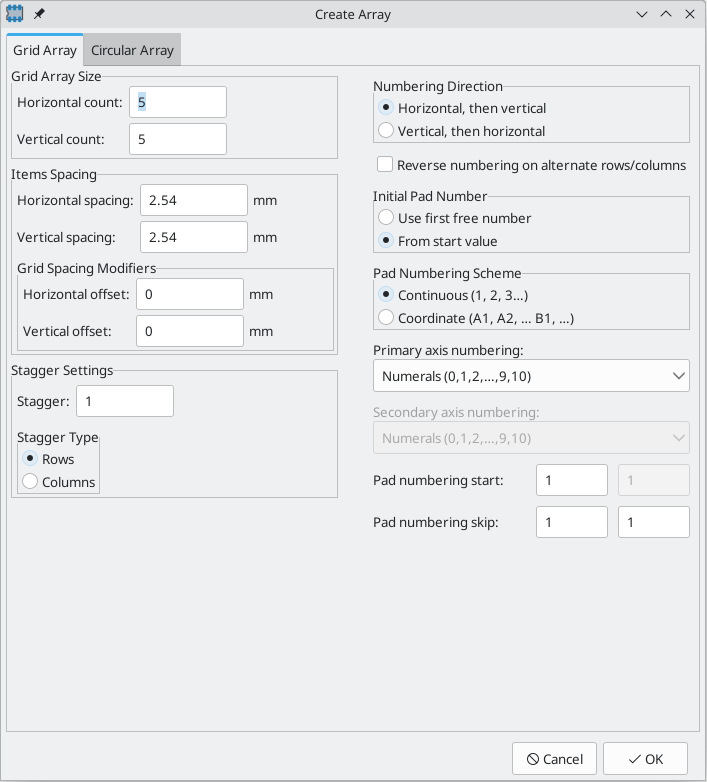 Create Array
Grid Array
Circular Array
Grid Array Size
Horizontal count: 5
Vertical count: 5
Items Spacing
Horizontal spacing: 2.54 mm
Vertical spacing: 2.54 mm
Grid Spacing Modifiers
Horizontal offset: 0 mm
Vertical offset: 0 mm
Stagger Settings
Stagger: 1
Stagger Type
Rows
Columns
Numbering Direction
Horizontal, then vertical
Vertical, then horizontal
Reverse numbering on alternate rows/columns
Initial Pad Number
Use first free number
From start value
Pad Numbering Scheme
Continuous (1, 2, 3...)
Coordinate (A1, A2, ... B1, ...)
Primary axis numbering:
Numerals (0,1,2,...,9,10)
Secondary axis numbering:
Numerals (0,1,2,...,9,10)
Pad numbering start: 1 1
Pad numbering skip: 1 1
Cancel
OK